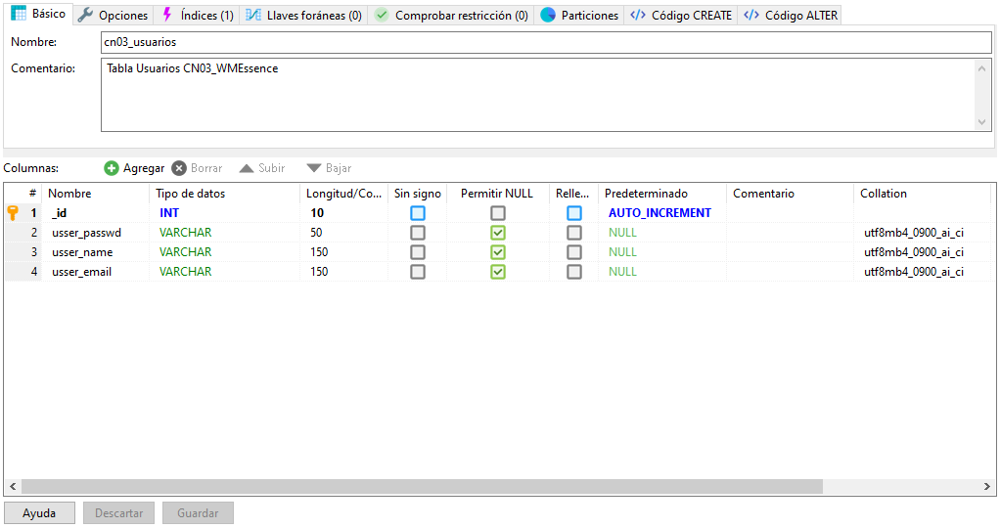 Básico Opciones Índices (1) Llaves foráneas (0) Comprobar restricción (0) Particiones Código CREATE Código ALTER
Nombre: cn03_usuarios
Comentario: Tabla Usuarios CN03_WMEssence
Columnas: Agregar Borrar Subir Bajar
# Nombre Tipo de datos Longitud/Co... Sin signo Permitir NULL Relle... Predeterminado Comentario Collation
1 _id INT 10 AUTO_INCREMENT
2 usser_passwd VARCHAR 50 NULL utf8mb4_0900_ai_ci
3 usser_name VARCHAR 150 NULL utf8mb4_0900_ai_ci
4 usser_email VARCHAR 150 NULL utf8mb4_0900_ai_ci
Ayuda Descartar Guardar